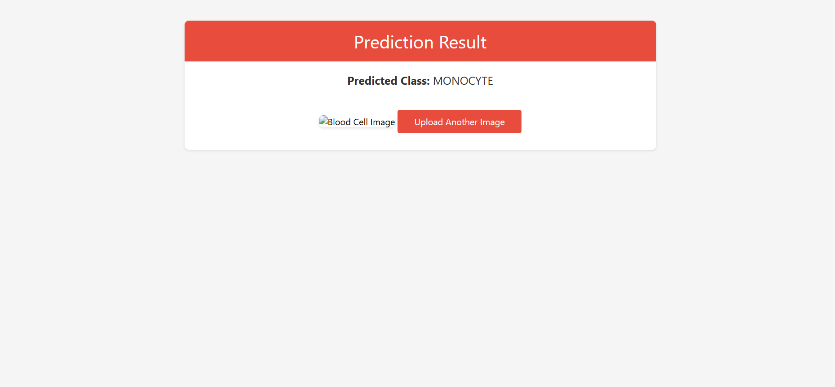 Prediction Result
Predicted Class: MONOCYTE
Blood Cell Image Upload Another Image